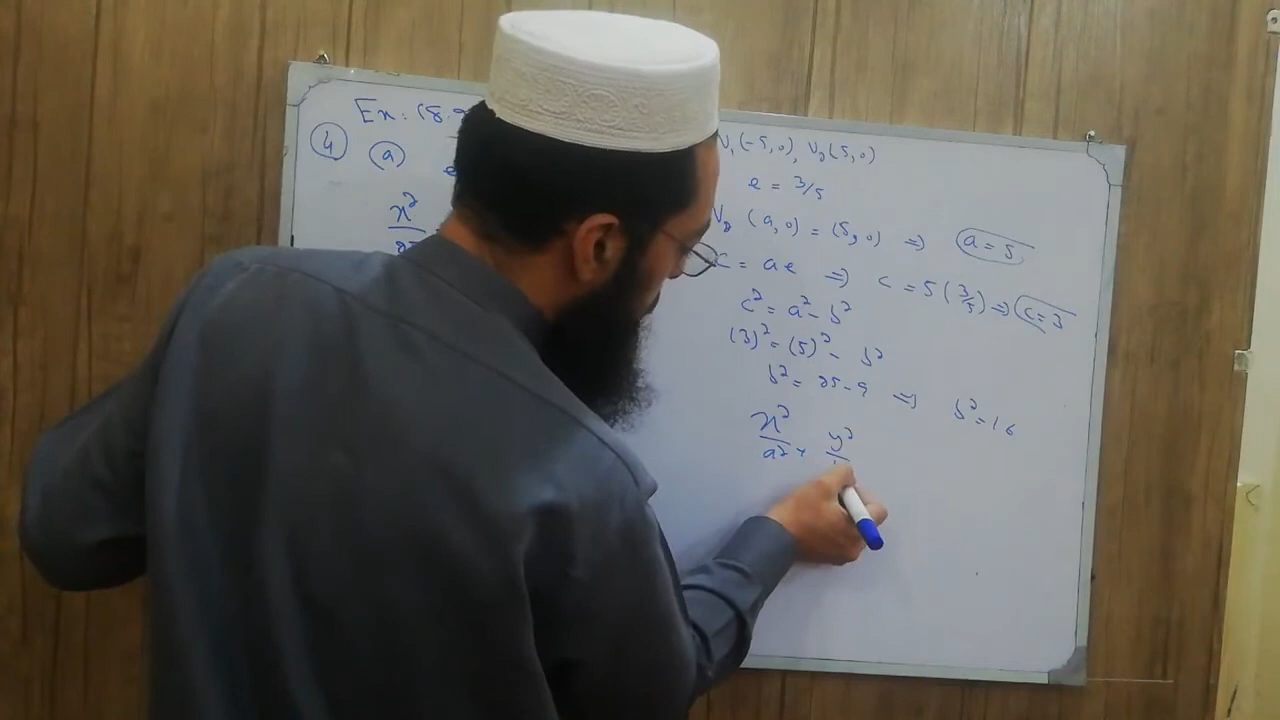 Ex: (8.
④ (a) e
x²
V₁(-5,0), V₂(5,0)
e = 3/5
V₂ (a,0) = (5,0) ⇒ a = 5
c = ae ⇒ c = 5(3/5) ⇒ c = 3
c² = a² - b²
(3)² = (5)² - b²
b² = 25-9 ⇒ b² = 16
x²/a² + y²/